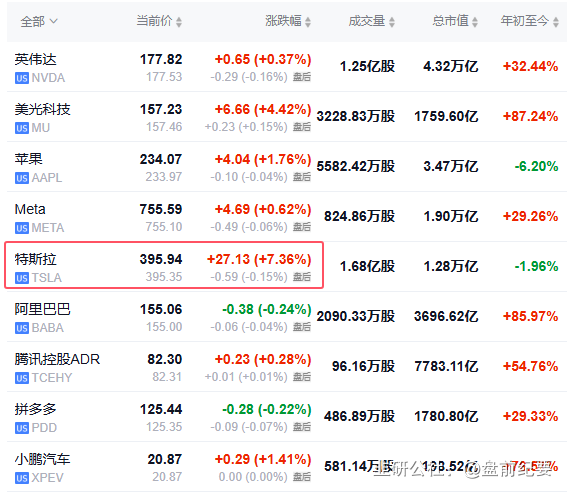 全部 当前价 涨跌幅 成交量 总市值 年初至今
英伟达 177.82 +0.65 (+0.37%) 1.25亿股 4.32万亿 +32.44%
US NVDA 177.53 -0.29 (-0.16%) 盘后
美光科技 157.23 +6.66 (+4.42%) 3228.83万股 1759.60亿 +87.24%
US MU 157.46 +0.23 (+0.15%) 盘后
苹果 234.07 +4.04 (+1.76%) 5582.42万股 3.47万亿 -6.20%
US AAPL 233.97 -0.10 (-0.04%) 盘后
Meta 755.59 +4.69 (+0.62%) 824.86万股 1.90万亿 +29.26%
US META 755.10 -0.49 (-0.06%) 盘后
特斯拉 395.94 +27.13 (+7.36%) 1.68亿股 1.28万亿 -1.96%
US TSLA 395.35 -0.59 (-0.15%) 盘后
阿里巴巴 155.06 -0.38 (-0.24%) 2090.33万股 3696.62亿 +85.97%
US BABA 155.00 -0.06 (-0.04%) 盘后
腾讯控股ADR 82.30 +0.23 (+0.28%) 96.16万股 7783.11亿 +54.76%
US TCEHY 82.31 +0.01 (+0.01%) 盘后
拼多多 125.44 -0.28 (-0.22%) 486.89万股 1780.80亿 +29.33%
US PDD 125.35 -0.09 (-0.07%) 盘后
小鹏汽车 20.87 +0.29 (+1.41%) 581.14万股
US XPEV 20.87 0.00 (0.00%) 盘后
@盘前纪要